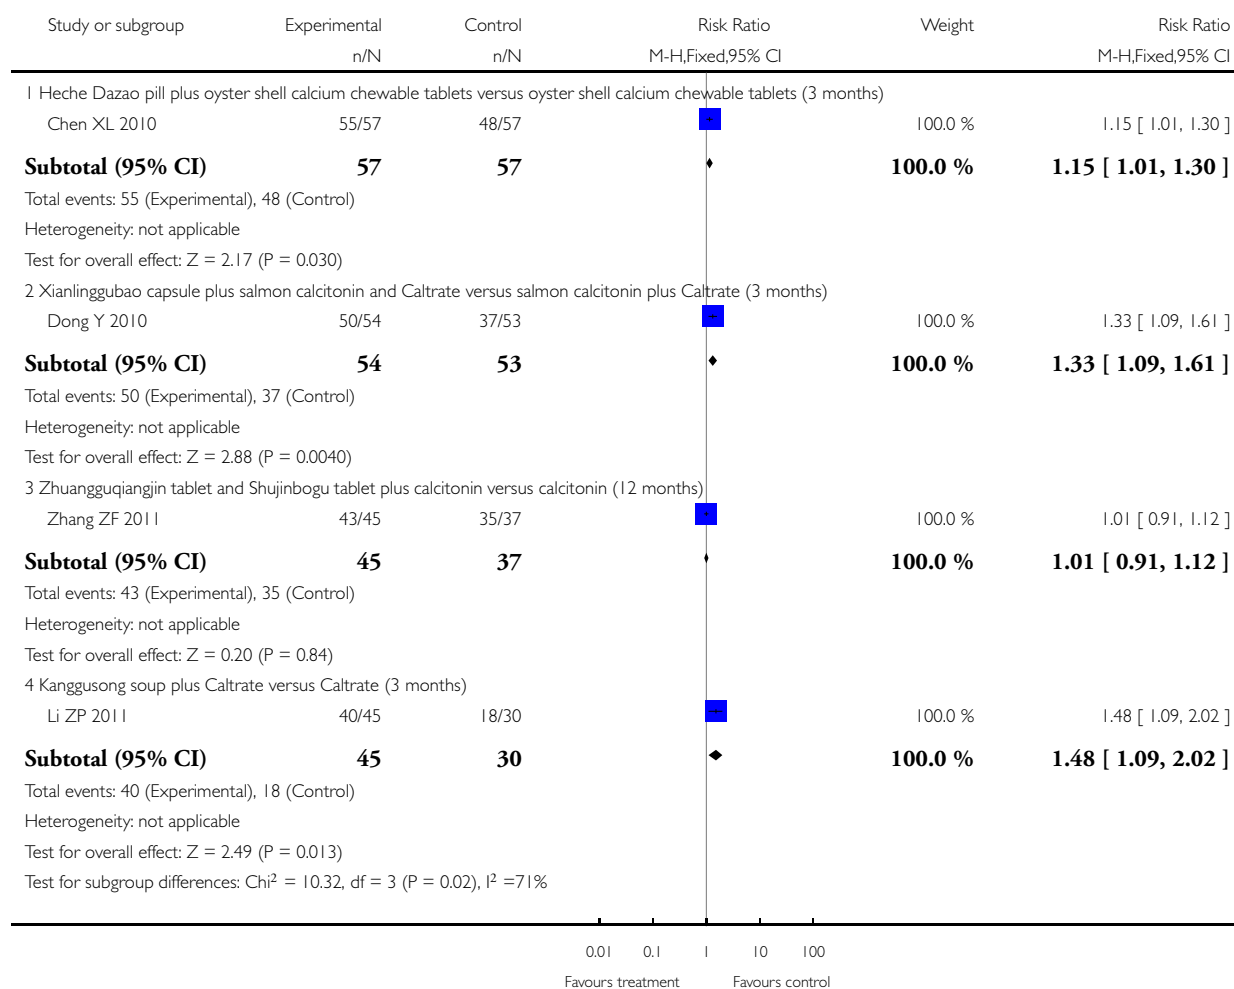 Study or subgroup Experimental Control Risk Ratio Weight Risk Ratio
n/N n/N M-H,Fixed,95% CI M-H,Fixed,95% CI
1 Heche Dazao pill plus oyster shell calcium chewable tablets versus oyster shell calcium chewable tablets (3 months)
Chen XL 2010 55/57 48/57 100.0 % 1.15 [ 1.01, 1.30 ]
Subtotal (95% CI) 57 57 100.0 % 1.15 [ 1.01, 1.30 ]
Total events: 55 (Experimental), 48 (Control)
Heterogeneity: not applicable
Test for overall effect: Z = 2.17 (P = 0.030)
2 Xianlinggubao capsule plus salmon calcitonin and Caltrate versus salmon calcitonin plus Caltrate (3 months)
Dong Y 2010 50/54 37/53 100.0 % 1.33 [ 1.09, 1.61 ]
Subtotal (95% CI) 54 53 100.0 % 1.33 [ 1.09, 1.61 ]
Total events: 50 (Experimental), 37 (Control)
Heterogeneity: not applicable
Test for overall effect: Z = 2.88 (P = 0.0040)
3 Zhuangguqiangjin tablet and Shujinbogu tablet plus calcitonin versus calcitonin (12 months)
Zhang ZF 2011 43/45 35/37 100.0 % 1.01 [ 0.91, 1.12 ]
Subtotal (95% CI) 45 37 100.0 % 1.01 [ 0.91, 1.12 ]
Total events: 43 (Experimental), 35 (Control)
Heterogeneity: not applicable
Test for overall effect: Z = 0.20 (P = 0.84)
4 Kanggusong soup plus Caltrate versus Caltrate (3 months)
Li ZP 2011 40/45 18/30 100.0 % 1.48 [ 1.09, 2.02 ]
Subtotal (95% CI) 45 30 100.0 % 1.48 [ 1.09, 2.02 ]
Total events: 40 (Experimental), 18 (Control)
Heterogeneity: not applicable
Test for overall effect: Z = 2.49 (P = 0.013)
Test for subgroup differences: Chi² = 10.32, df = 3 (P = 0.02), I² =71%
0.01 0.1 1 10 100
Favours treatment Favours control